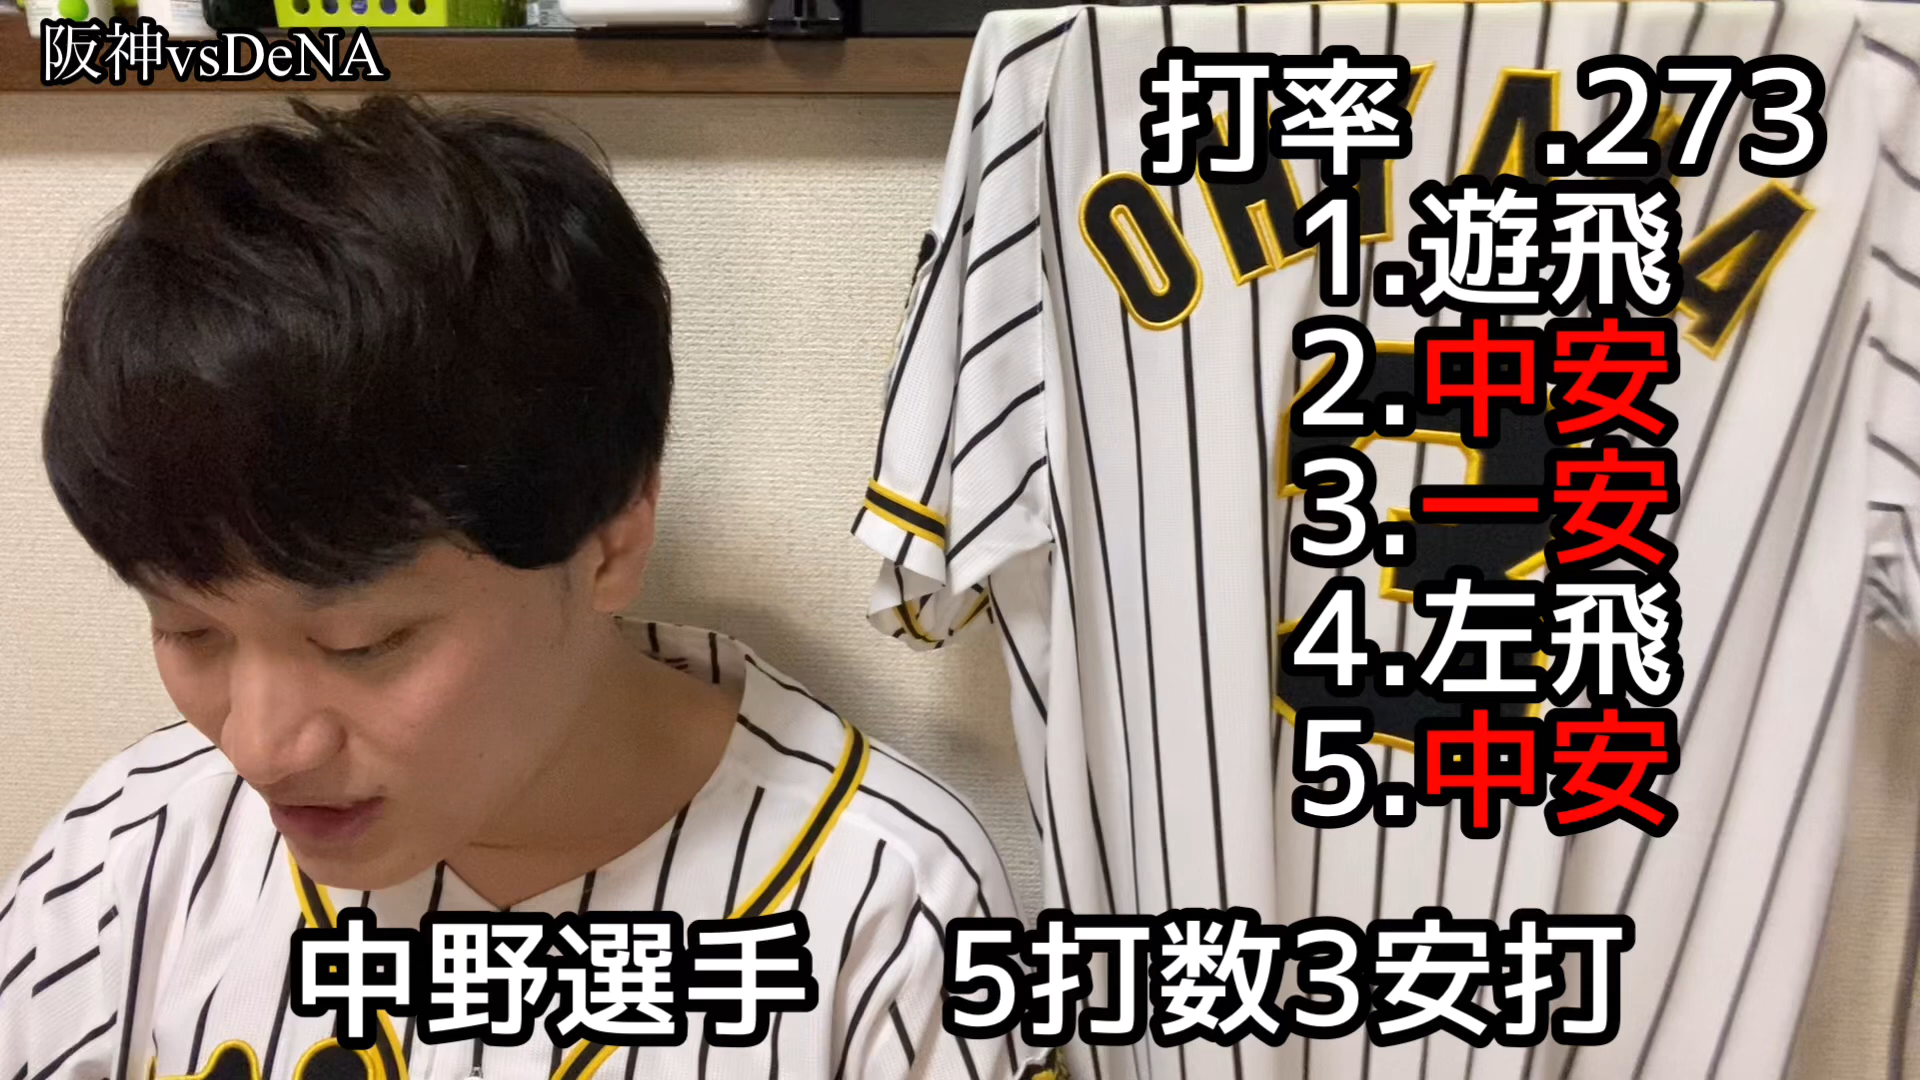 阪神vsDeNA
打率 .273
1.遊飛
2.中安
3.一安
4.左飛
5.中安
中野選手 5打数3安打